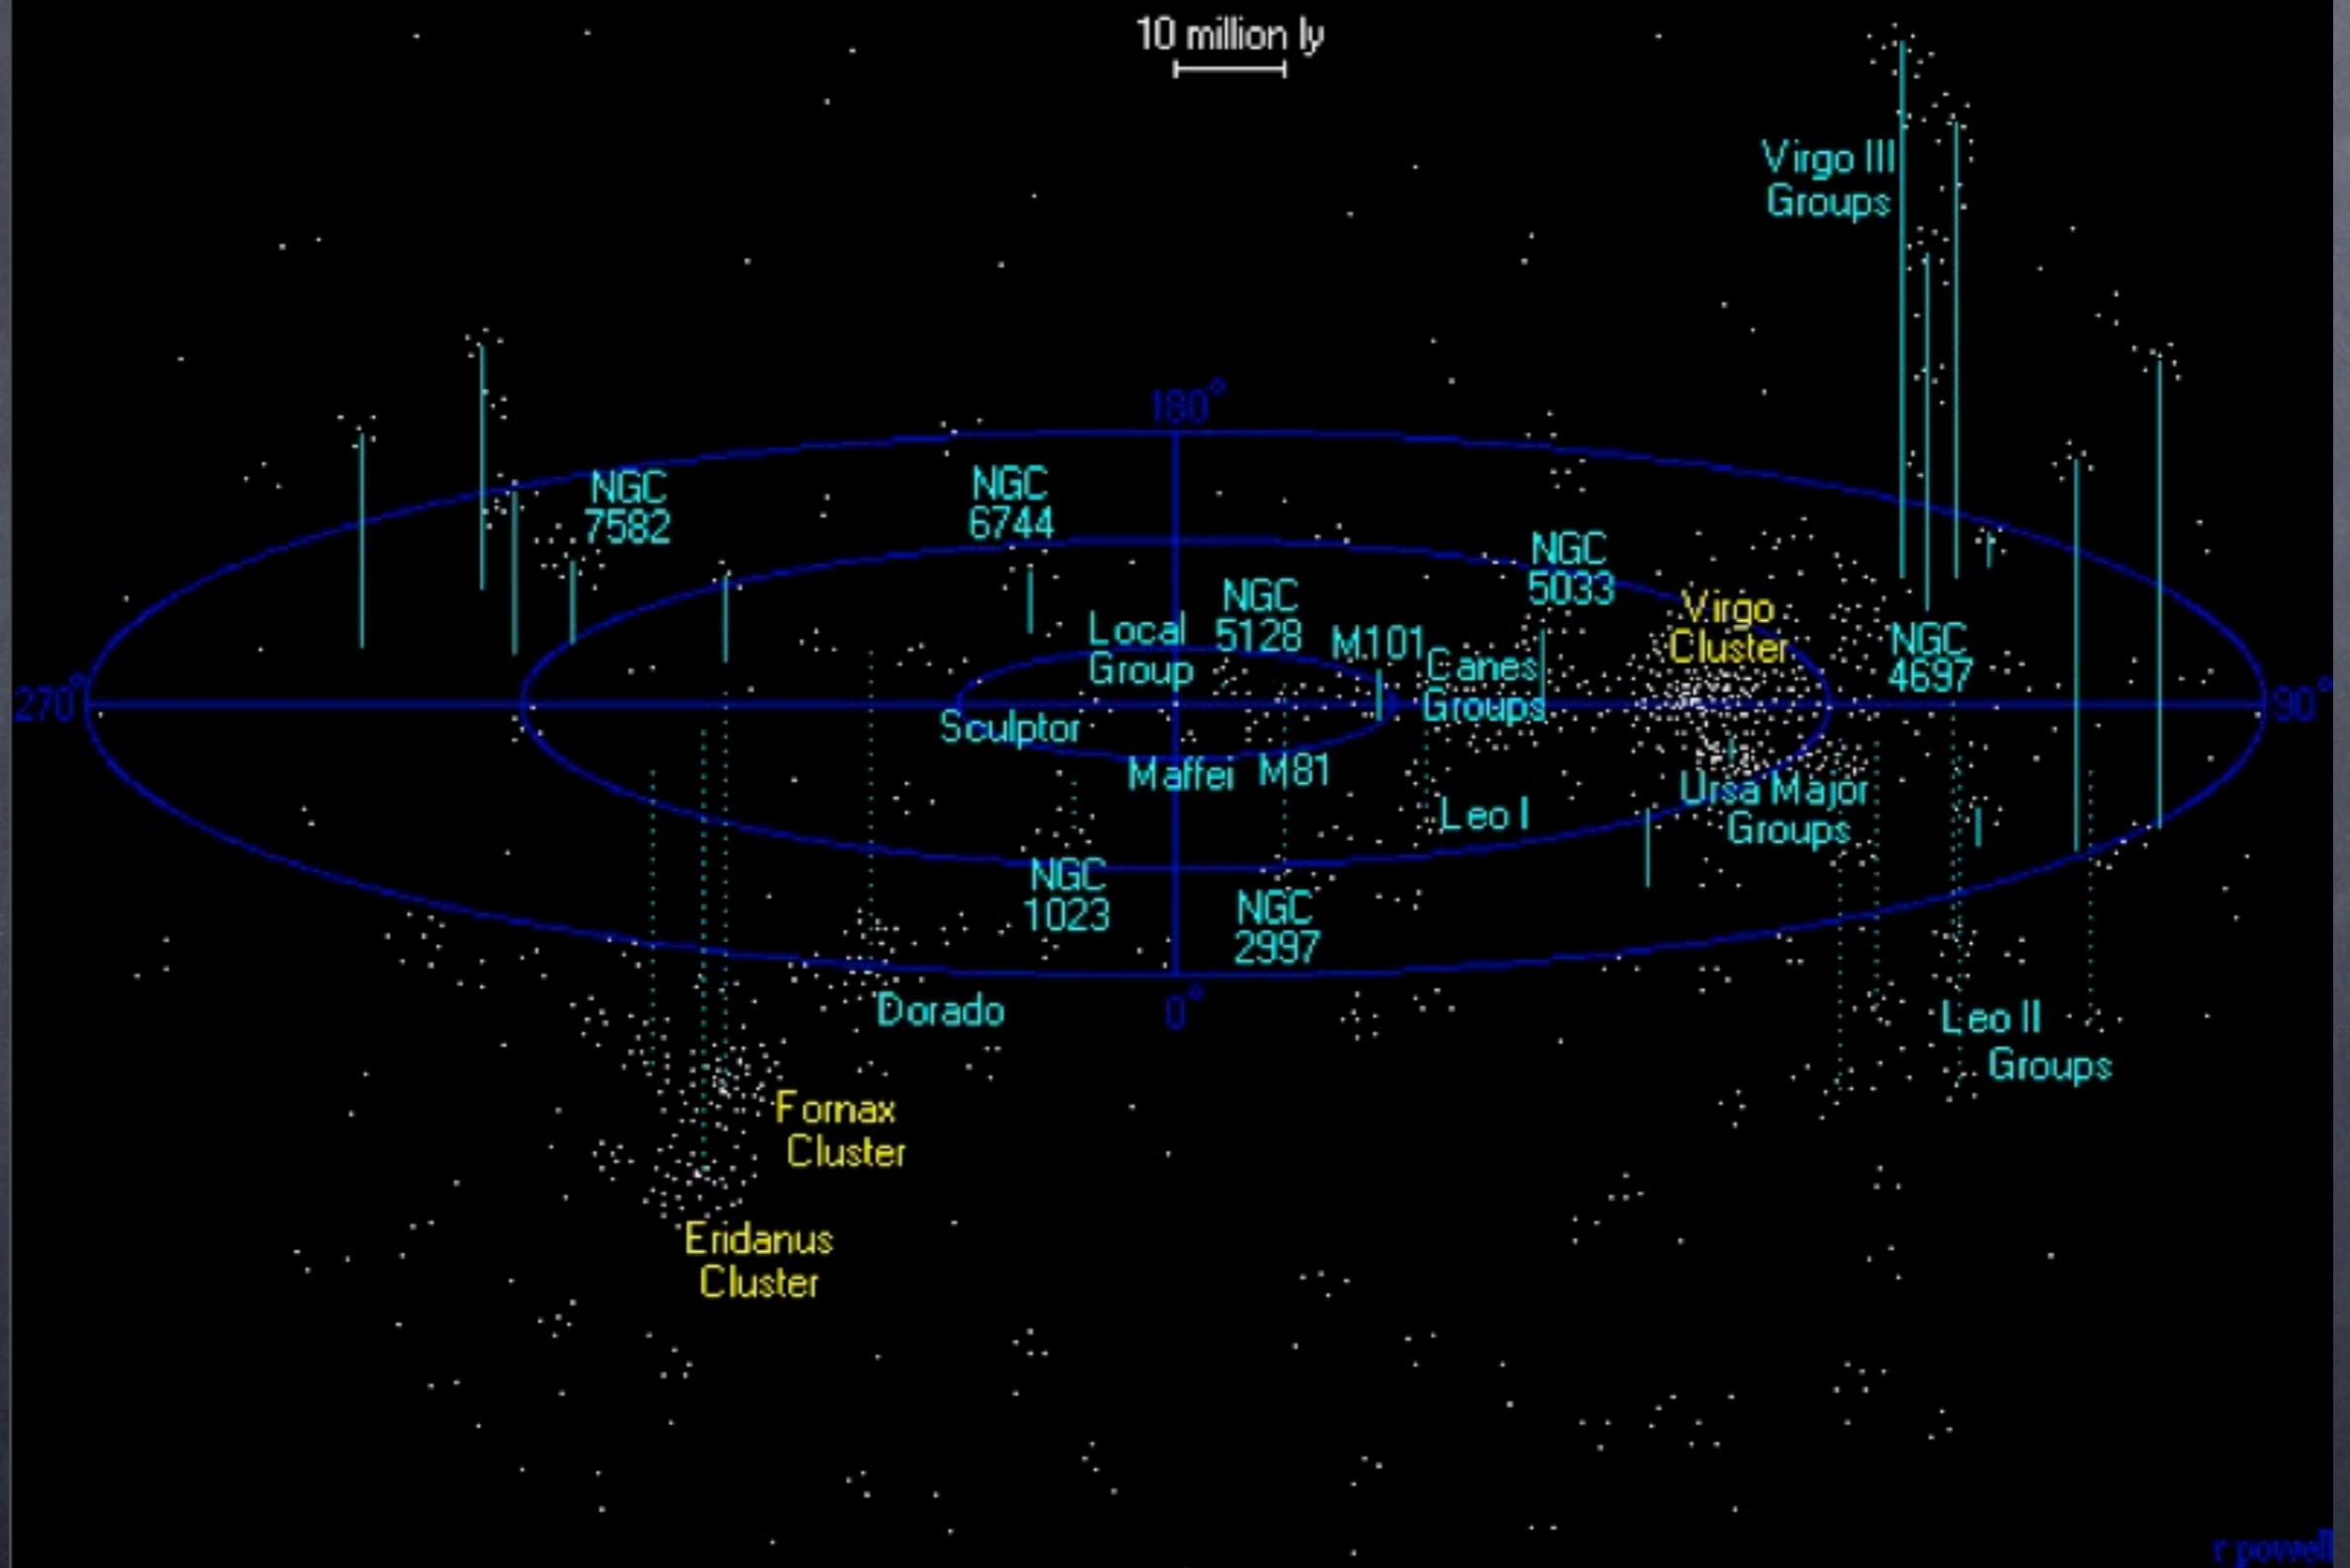 10 million ly
Virgo III
Groups
180°
NGC
7582
NGC
6744
NGC
5033
NGC
5128
Local
Group
M101
Canes
Groups
Virgo
Cluster
NGC
4697
270°
90°
Sculptor
Maffei
M81
Leo I
Ursa Major
Groups
NGC
1023
NGC
2997
Dorado
0°
Leo II
Groups
Fornax
Cluster
Eridanus
Cluster
r powell